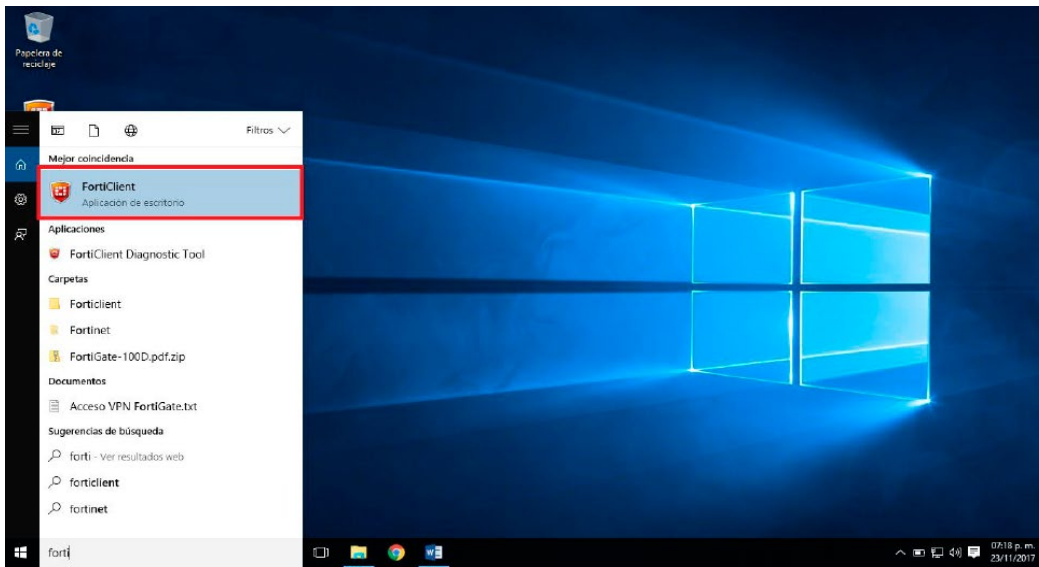 Papelera de
reciclaje
Filtros
Mejor coincidencia
FortiClient
Aplicación de escritorio
Aplicaciones
FortiClient Diagnostic Tool
Carpetas
Forticlient
Fortinet
FortiGate-100D.pdf.zip
Documentos
Acceso VPN FortiGate.txt
Sugerencias de búsqueda
forti - Ver resultados web
forticlient
fortinet
forti
07:18 p. m.
23/11/2017